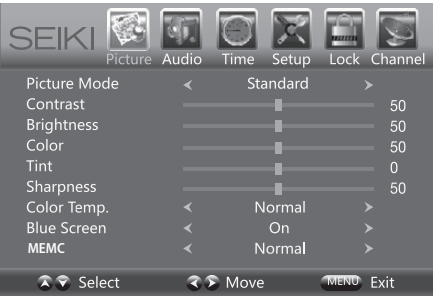 SEIKI
Picture Audio Time Setup Lock Channel
Picture Mode Standard
Contrast 50
Brightness 50
Color 50
Tint 0
Sharpness 50
Color Temp. Normal
Blue Screen On
MEMC Normal
Select Move MENU Exit